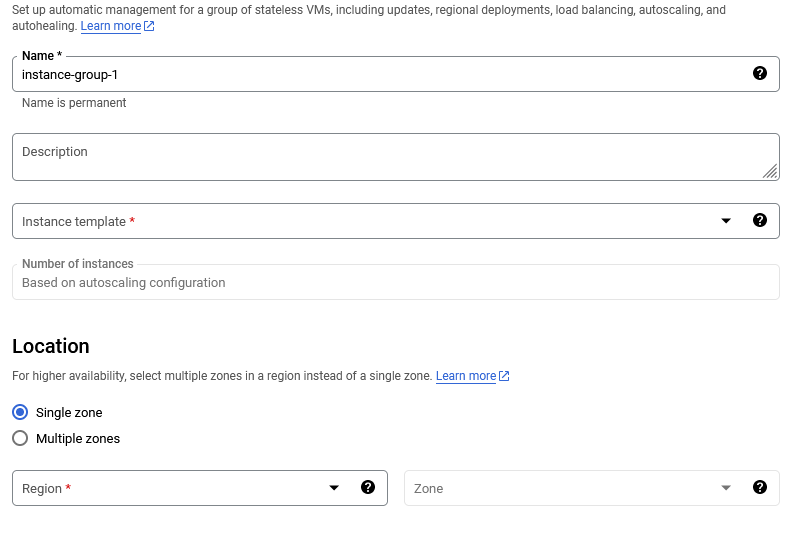 Set up automatic management for a group of stateless VMs, including updates, regional deployments, load balancing, autoscaling, and
autohealing. Learn more
Name *
instance-group-1
Name is permanent
Description
Instance template *
Number of instances
Based on autoscaling configuration
Location
For higher availability, select multiple zones in a region instead of a single zone. Learn more
Single zone
Multiple zones
Region *
Zone